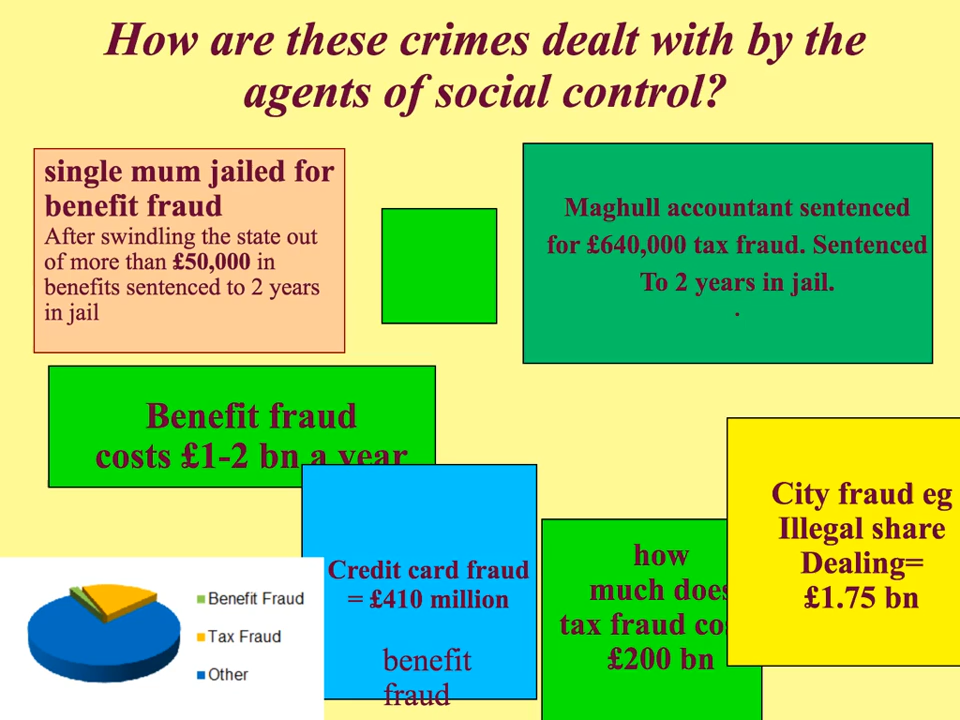 How are these crimes dealt with by the
agents of social control?
single mum jailed for
benefit fraud
After swindling the state out
of more than £50,000 in
benefits sentenced to 2 years
in jail
Maghull accountant sentenced
for £640,000 tax fraud. Sentenced
To 2 years in jail.
.
Benefit fraud
costs £1-2 bn a year
Credit card fraud
= £410 million
benefit
fraud
how
much does
tax fraud
£200 bn
City fraud eg
Illegal share
Dealing=
£1.75 bn
Benefit Fraud
Tax Fraud
Other